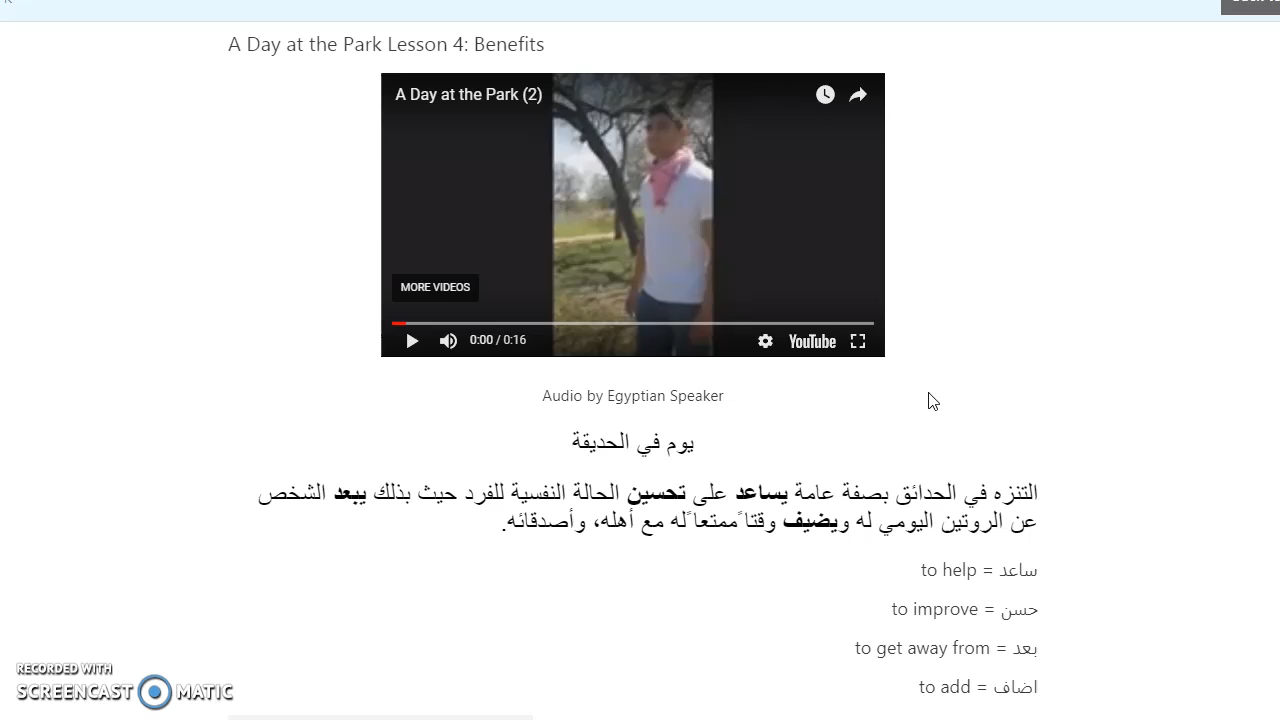 A Day at the Park Lesson 4: Benefits
A Day at the Park (2)
MORE VIDEOS
0:00 / 0:16
YouTube
Audio by Egyptian Speaker
يوم في الحديقة
التنزه في الحدائق بصفة عامة يساعد على تحسين الحالة النفسية للفرد حيث بذلك يبعد الشخص
عن الروتين اليومي له ويضيف وقتا ًممتعا ًله مع أهله، وأصدقائه.
ساعد = to help
حسن = to improve
بعد = to get away from
اضاف = to add
RECORDED WITH
SCREENCAST MATIC